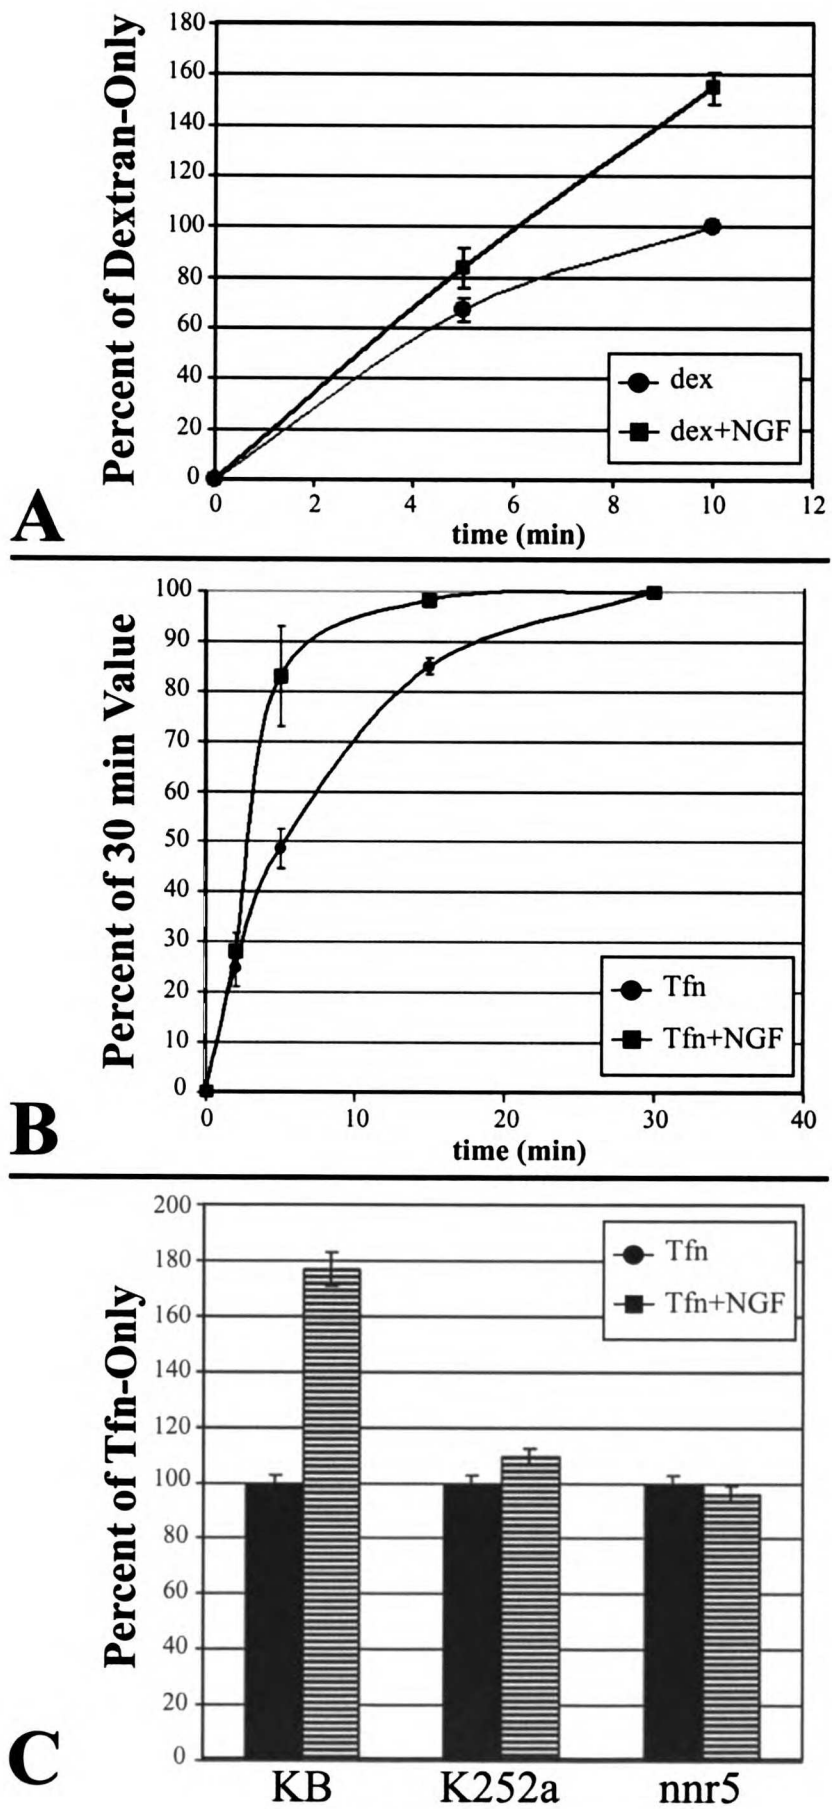 Percent of Dextran-Only
180
160
140
120
100
80
60
40
20
0
0 2 4 6 8 10 12
time (min)
dex
dex+NGF
A
Percent of 30 min Value
100
90
80
70
60
50
40
30
20
10
0
0 10 20 30 40
time (min)
Tfn
Tfn+NGF
B
Percent of Tfn-Only
200
180
160
140
120
100
80
60
40
20
0
Tfn
Tfn+NGF
KB K252a nnr5
C